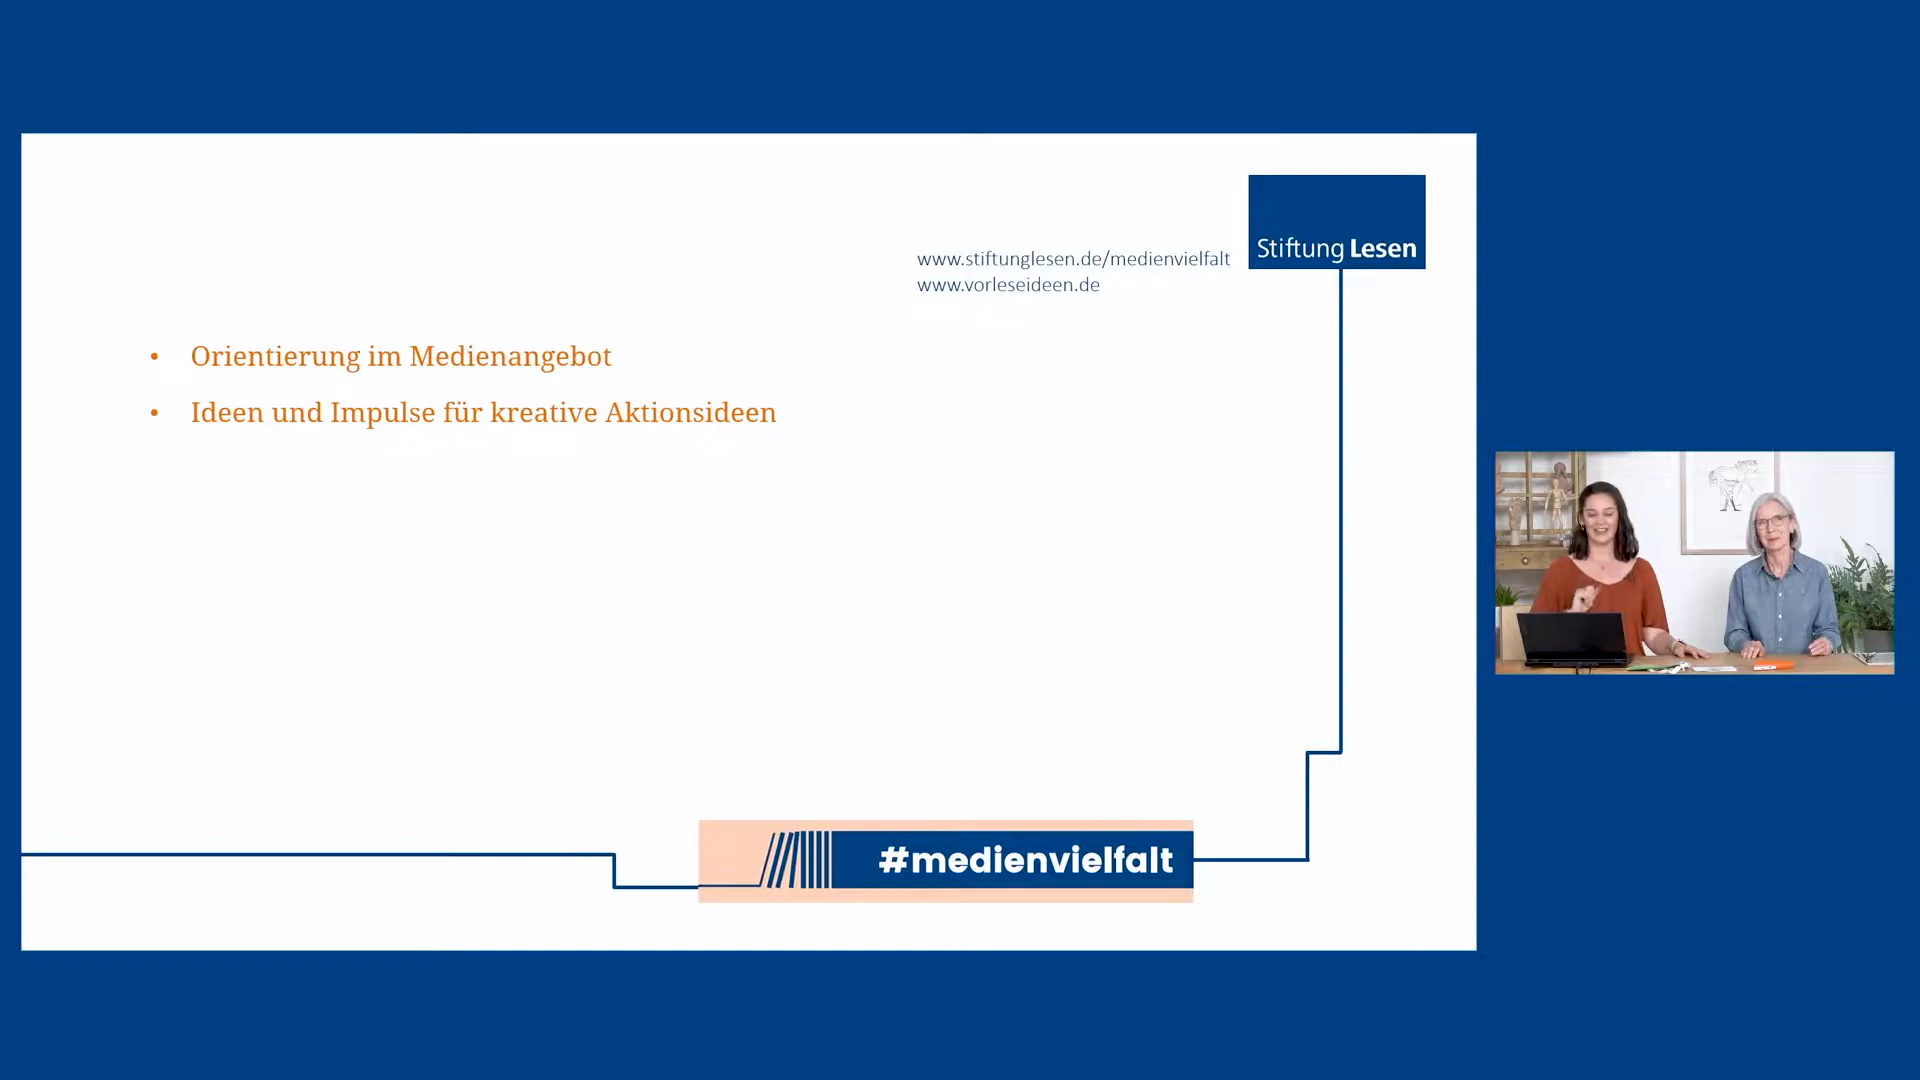 www.stiftunglesen.de/medienvielfalt
www.vorleseideen.de
Stiftung Lesen
• Orientierung im Medienangebot
• Ideen und Impulse für kreative Aktionsideen
#medienvielfalt